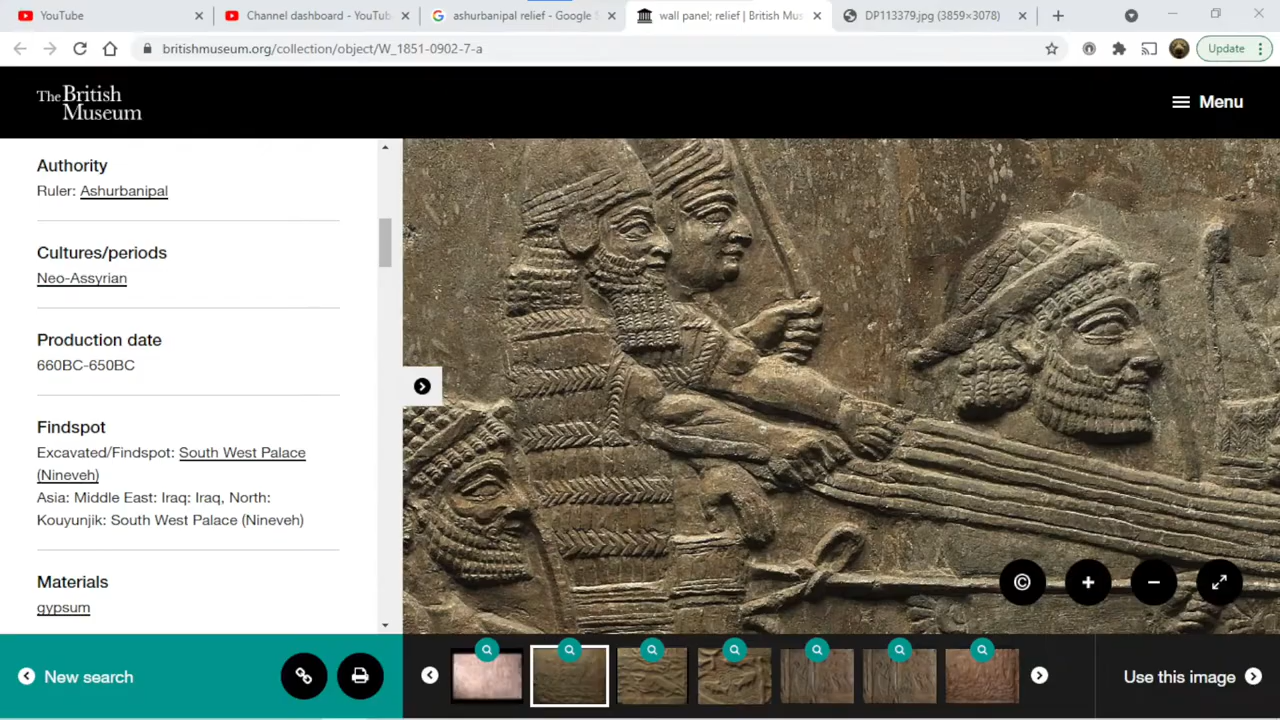 YouTube
Channel dashboard - YouTub
ashurbanipal relief - Google S
wall panel; relief | British Mus
DP113379.jpg (3859×3078)
britishmuseum.org/collection/object/W_1851-0902-7-a
Update
The British
Museum
Menu
Authority
Ruler: Ashurbanipal
Cultures/periods
Neo-Assyrian
Production date
660BC-650BC
Findspot
Excavated/Findspot: South West Palace
(Nineveh)
Asia: Middle East: Iraq: Iraq, North:
Kouyunjik: South West Palace (Nineveh)
Materials
gypsum
New search
Use this image